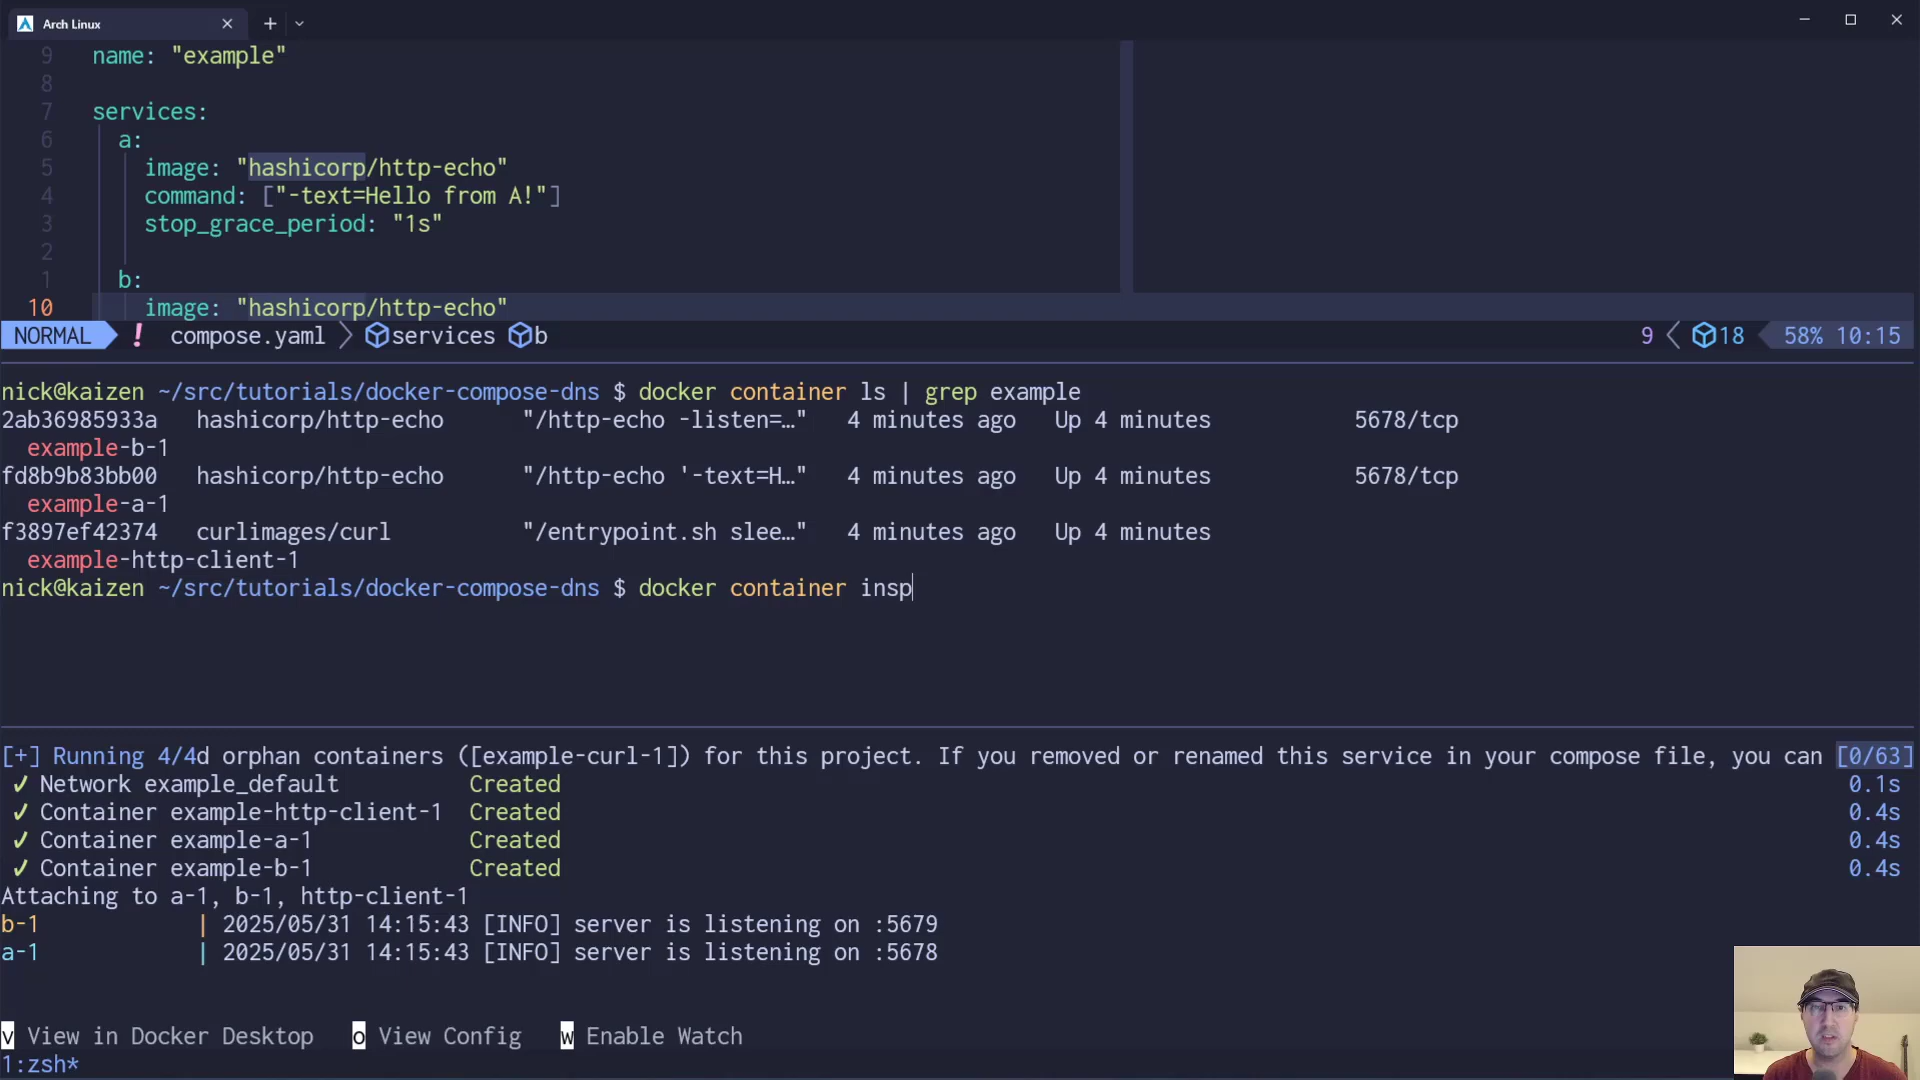 Arch Linux
9 name: "example"
8
7 services:
6 a:
5 image: "hashicorp/http-echo"
4 command: ["-text=Hello from A!"]
3 stop_grace_period: "1s"
2
1 b:
10 image: "hashicorp/http-echo"
NORMAL ! compose.yaml services b 9 18 58% 10:15
nick@kaizen ~/src/tutorials/docker-compose-dns $ docker container ls | grep example
2ab36985933a hashicorp/http-echo "/http-echo -listen=…" 4 minutes ago Up 4 minutes 5678/tcp
example-b-1
fd8b9b83bb00 hashicorp/http-echo "/http-echo '-text=H…" 4 minutes ago Up 4 minutes 5678/tcp
example-a-1
f3897ef42374 curlimages/curl "/entrypoint.sh slee…" 4 minutes ago Up 4 minutes
example-http-client-1
nick@kaizen ~/src/tutorials/docker-compose-dns $ docker container insp
[+] Running 4/4d orphan containers ([example-curl-1]) for this project. If you removed or renamed this service in your compose file, you can [0/63]
✓ Network example_default Created 0.1s
✓ Container example-http-client-1 Created 0.4s
✓ Container example-a-1 Created 0.4s
✓ Container example-b-1 Created 0.4s
Attaching to a-1, b-1, http-client-1
b-1 | 2025/05/31 14:15:43 [INFO] server is listening on :5679
a-1 | 2025/05/31 14:15:43 [INFO] server is listening on :5678
v View in Docker Desktop o View Config w Enable Watch
1:zsh*